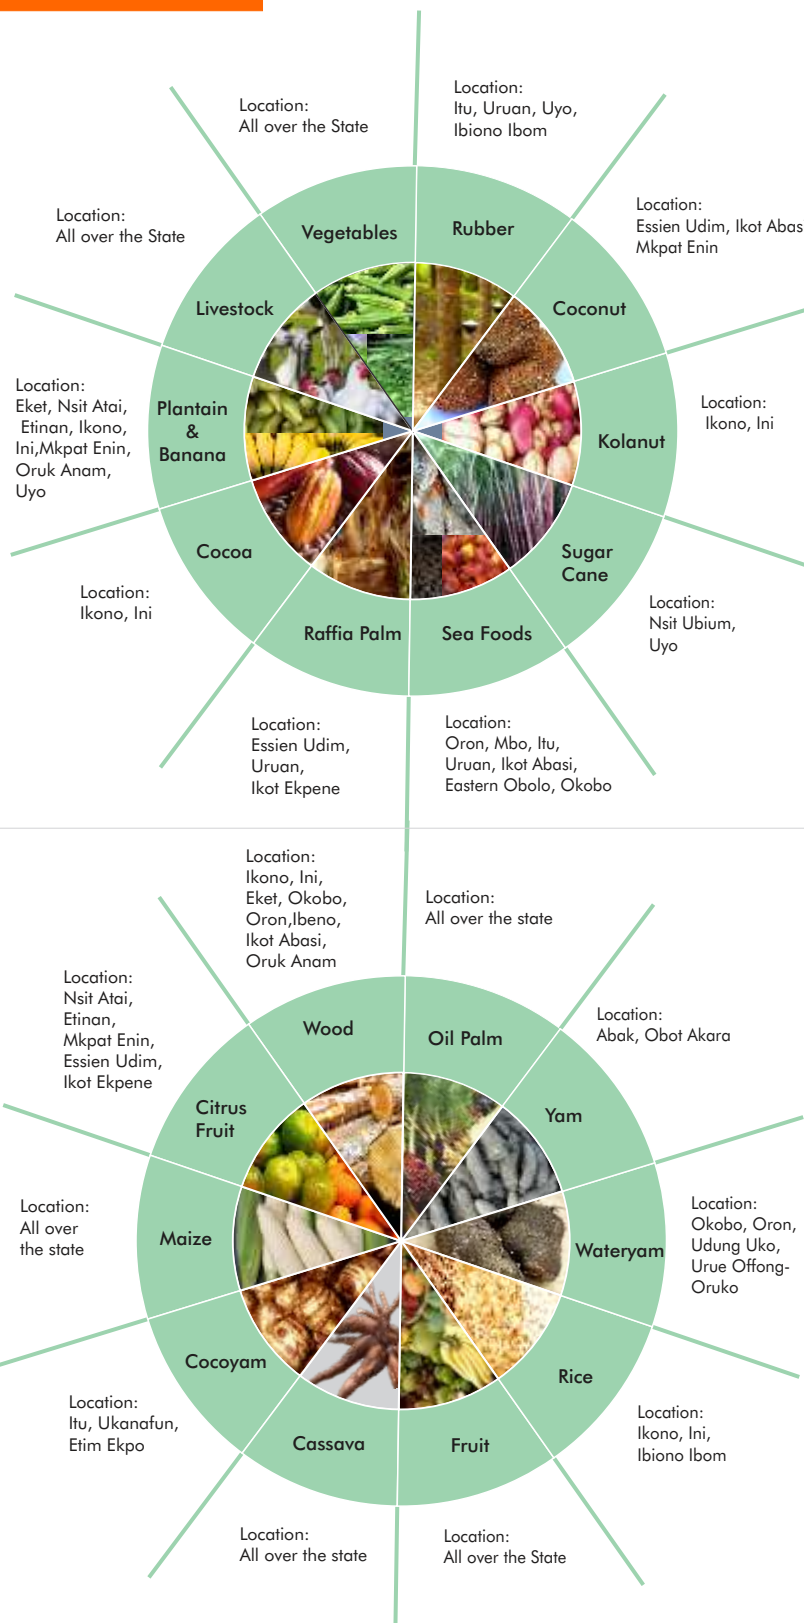 Location:
All over the State
Vegetables
Location:
Itu, Uruan, Uyo,
Ibiono Ibom
Rubber
Location:
Essien Udim, Ikot Abas
Mkpat Enin
Coconut
Location:
Ikono, Ini
Kolanut
Location:
Nsit Ubium,
Uyo
Sugar
Cane
Location:
Oron, Mbo, Itu,
Uruan, Ikot Abasi,
Eastern Obolo, Okobo
Sea Foods
Location:
Essien Udim,
Uruan,
Ikot Ekpene
Raffia Palm
Location:
Ikono, Ini
Cocoa
Location:
Eket, Nsit Atai,
Etinan, Ikono,
Ini,Mkpat Enin,
Oruk Anam,
Uyo
Plantain
&
Banana
Location:
All over the State
Livestock
Location:
Ikono, Ini,
Eket, Okobo,
Oron,Ibeno,
Ikot Abasi,
Oruk Anam
Wood
Location:
All over the state
Oil Palm
Location:
Abak, Obot Akara
Yam
Location:
Okobo, Oron,
Udung Uko,
Urue Offong-
Oruko
Wateryam
Location:
Ikono, Ini,
Ibiono Ibom
Rice
Location:
All over the State
Fruit
Location:
All over the state
Cassava
Location:
Itu, Ukanafun,
Etim Ekpo
Cocoyam
Location:
All over
the state
Maize
Location:
Nsit Atai,
Etinan,
Mkpat Enin,
Essien Udim,
Ikot Ekpene
Citrus
Fruit